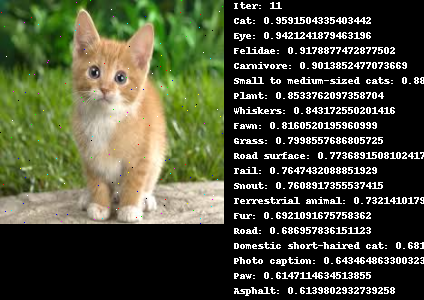 Iter: 11
Cat: 0.9591504335403442
Eye: 0.9421241879463196
Felidae: 0.9178877472877502
Carnivore: 0.9013852477073669
Small to medium-sized cats: 0.88
Plant: 0.8533762097358704
Whiskers: 0.843172550201416
Fawn: 0.8160520195960999
Grass: 0.7998557686805725
Road surface: 0.7736891508102417
Tail: 0.7647432088851929
Snout: 0.7608917355537415
Terrestrial animal: 0.7321410179
Fur: 0.6921091675758362
Road: 0.686957836151123
Domestic short-haired cat: 0.681
Photo caption: 0.643464863300323
Paw: 0.6147114634513855
Asphalt: 0.6139802932739258